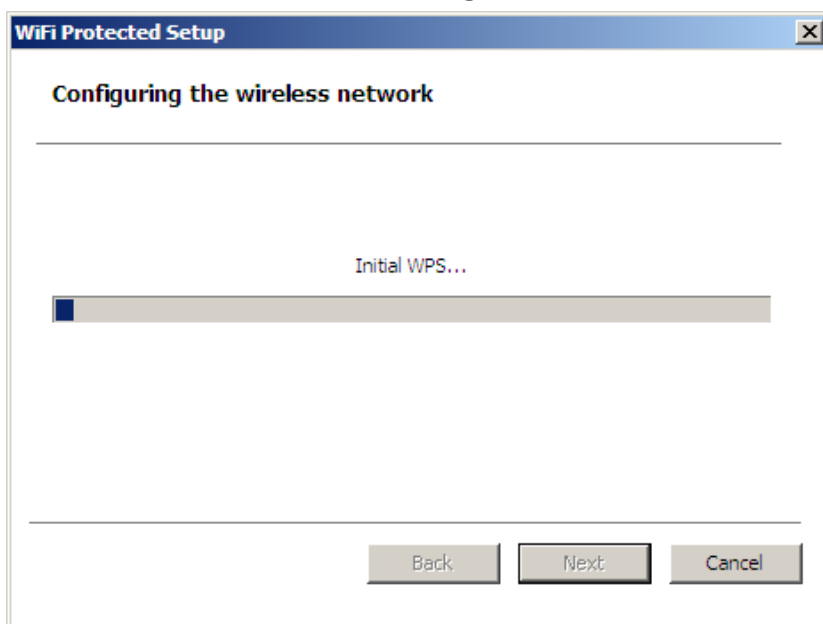 WiFi Protected Setup
Configuring the wireless network
Initial WPS...
Back
Next
Cancel